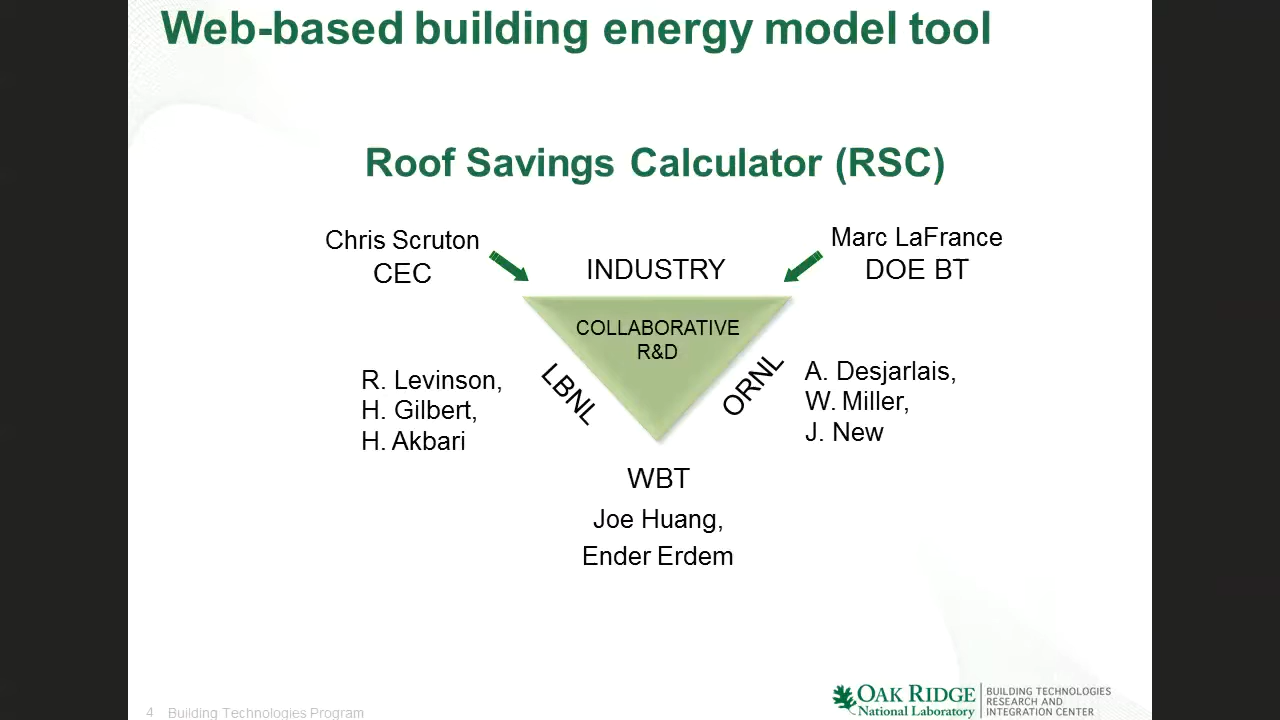 Web-based building energy model tool
Roof Savings Calculator (RSC)
Chris Scruton
CEC
INDUSTRY
Marc LaFrance
DOE BT
COLLABORATIVE
R&D
LBNL
ORNL
R. Levinson,
H. Gilbert,
H. Akbari
A. Desjarlais,
W. Miller,
J. New
WBT
Joe Huang,
Ender Erdem
4 Building Technologies Program
OAK RIDGE
National Laboratory
BUILDING TECHNOLOGIES
RESEARCH AND
INTEGRATION CENTER